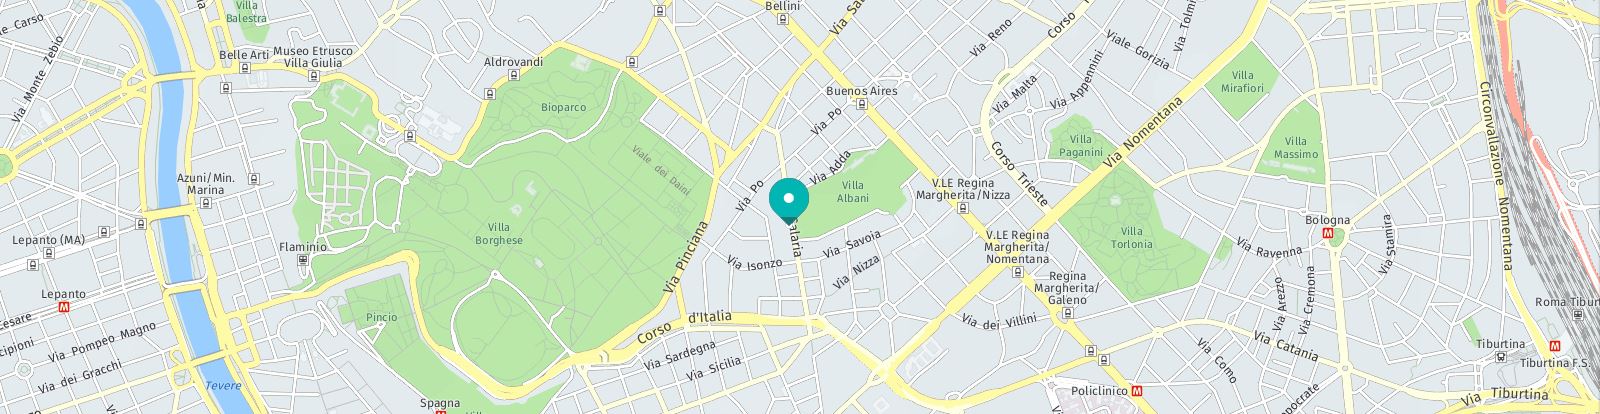 Villa
Balestra
Bellini
Via Sa
Corso T
Via Tolmi
le Carso
Via Monte Zebio
Belle Arti
Museo Etrusco
Villa Giulia
Aldrovandi
Via Reno
Viale Gorizia
Bioparco
Buenos Aires
Via Po
Via Malta
Via Appennini
Villa
Mirafiori
Circonvallazione Nomentana
Villa
Paganini
Via Nomentana
Villa
Massimo
Viale dei Daini
Via Adda
Corso Trieste
Azuni/Min.
Marina
Via Po
Villa
Albani
V.LE Regina
Margherita/Nizza
Villa
Borghese
Villa
Torlonia
Bologna
M
Via Stamira
Lepanto (MA)
Flaminio
Via Pinciana
alaria
Via Savoia
V.LE Regina
Margherita/
Nomentana
Via Ravenna
Via Isonzo
Via Nizza
Regina
Margherita/
Galeno
Via Arezzo
Via Cremona
Lepanto
M
Roma Tiburt
Cesare
Pincio
Corso d'Italia
Via dei Villini
cipioni
Via Pompeo Magno
Via Catania
Tiburtina
M
Tiburtina F.S.
Via dei Gracchi
Via Sardegna
Via Sicilia
Via Como
Tevere
Policlinico M
Via Tiburtina
Spagna
M
Villa
pocrate